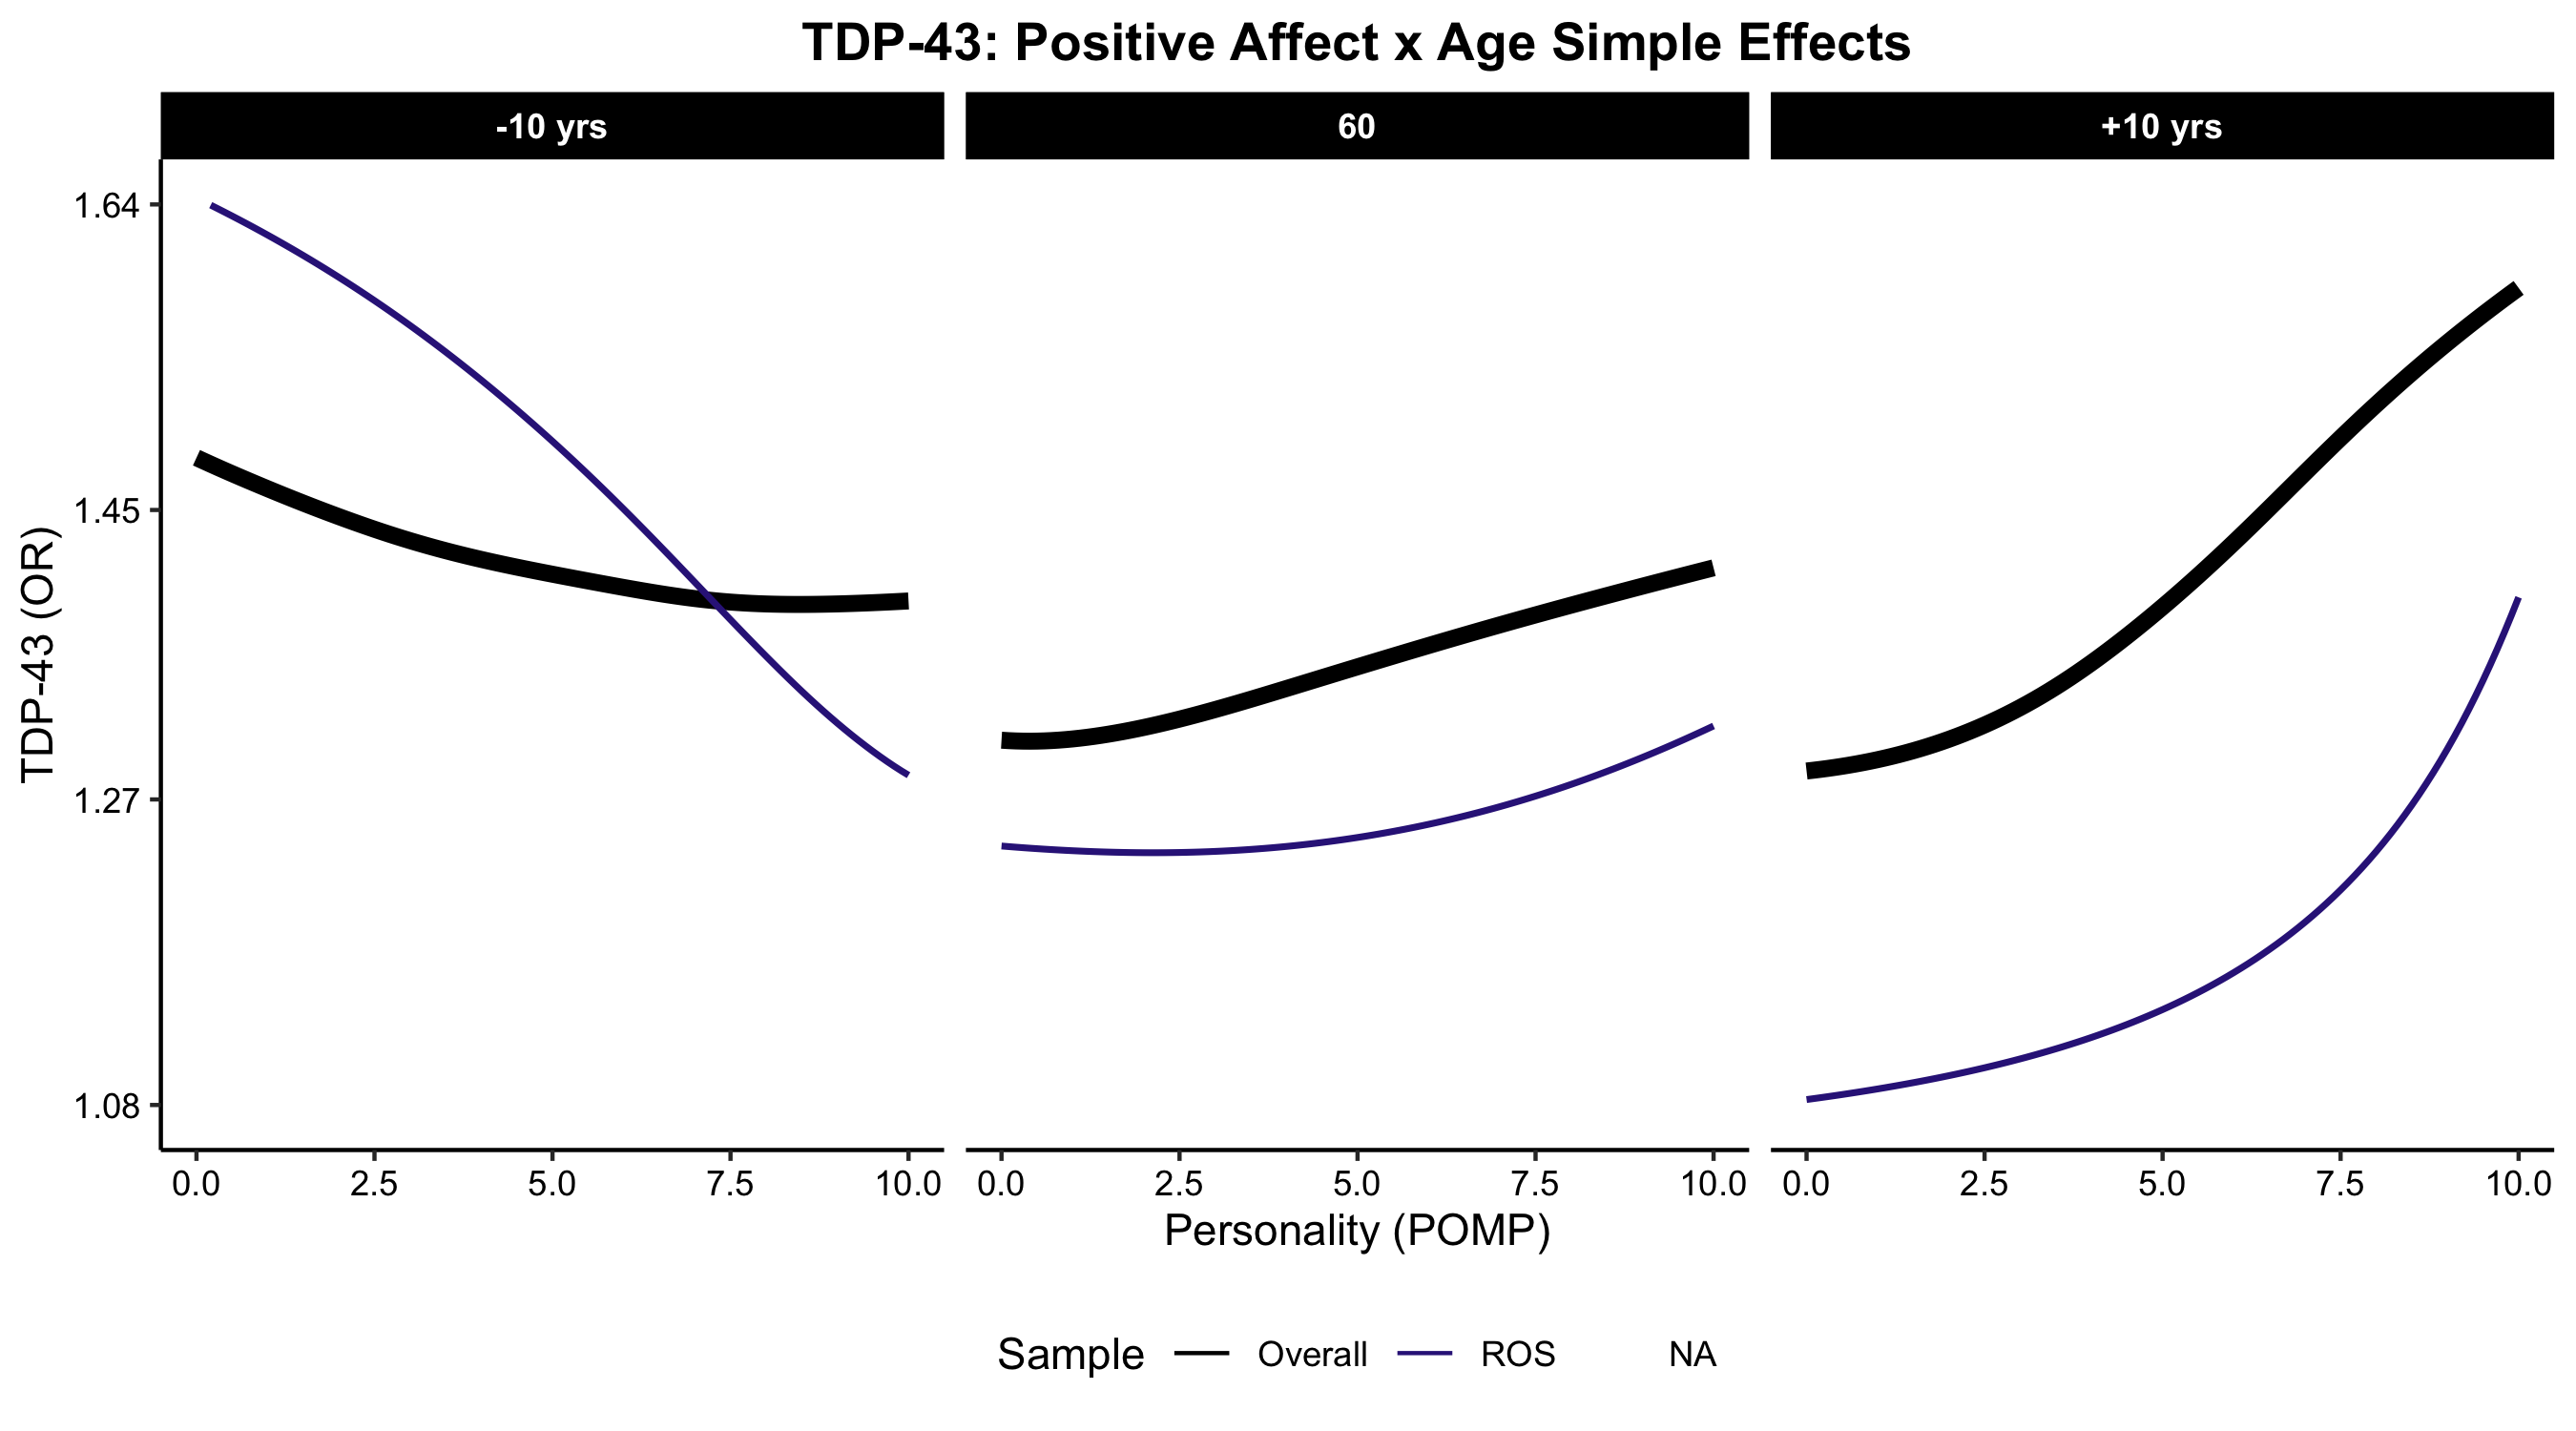 TDP-43: Positive Affect x Age Simple Effects
-10 yrs 60 +10 yrs
TDP-43 (OR)
1.64
1.45
1.27
1.08
0.0 2.5 5.0 7.5 10.0 0.0 2.5 5.0 7.5 10.0 0.0 2.5 5.0 7.5 10.0
Personality (POMP)
Sample Overall ROS NA